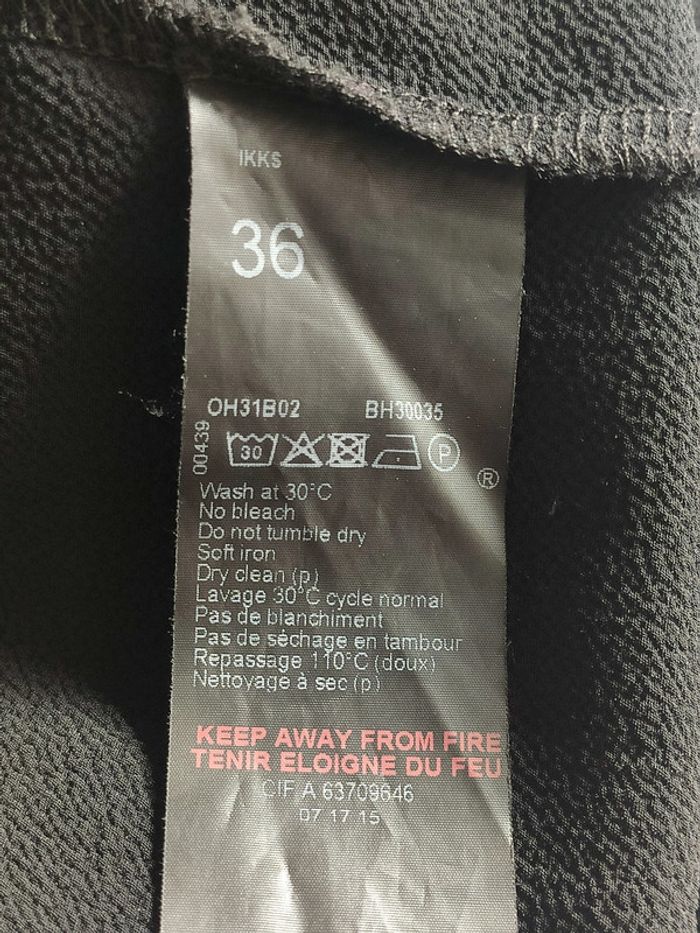 IKKS
36
OH31B02 BH30035
00439
30 P
®
Wash at 30°C
No bleach
Do not tumble dry
Soft iron
Dry clean (p)
Lavage 30°C cycle normal
Pas de blanchiment
Pas de séchage en tambour
Repassage 110°C (doux)
Nettoyage à sec (p)
KEEP AWAY FROM FIRE
TENIR ELOIGNE DU FEU
CIF A 63709646
07 17 15